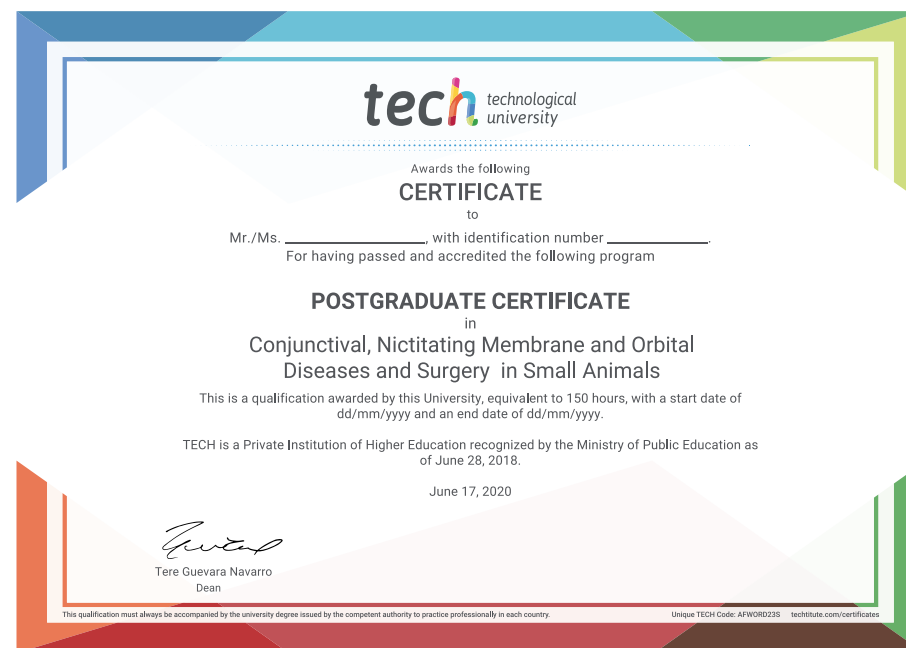 tech technological
university
Awards the following
CERTIFICATE
to
Mr./Ms. ____________________, with identification number ______________.
For having passed and accredited the following program
POSTGRADUATE CERTIFICATE
in
Conjunctival, Nictitating Membrane and Orbital
Diseases and Surgery in Small Animals
This is a qualification awarded by this University, equivalent to 150 hours, with a start date of
dd/mm/yyyy and an end date of dd/mm/yyyy.
TECH is a Private Institution of Higher Education recognized by the Ministry of Public Education as
of June 28, 2018.
June 17, 2020
Tere Guevara Navarro
Dean
This qualification must always be accompanied by the university degree issued by the competent authority to practice professionally in each country. Unique TECH Code: AFWORD23S techtitute.com/certificates